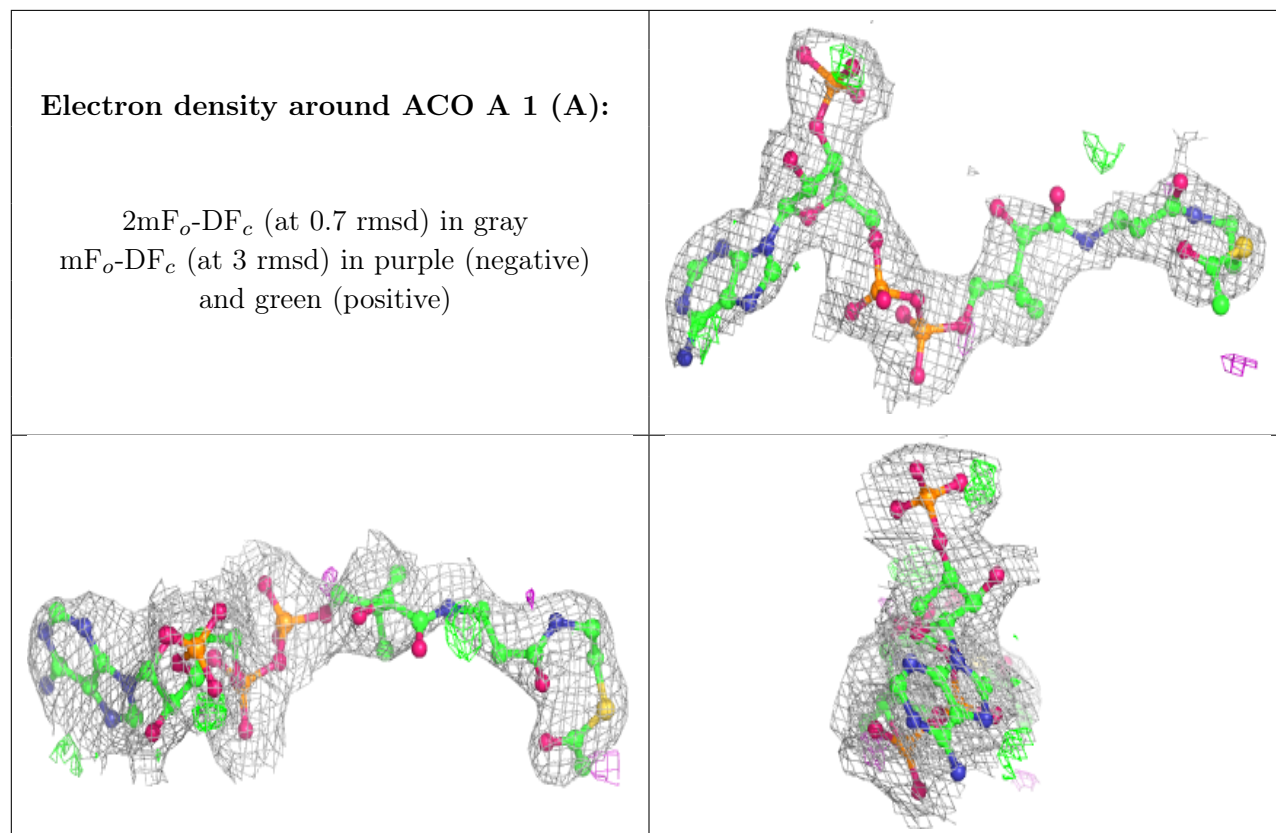 Electron density around ACO A 1 (A):
2mFₒ-DF𝒸 (at 0.7 rmsd) in gray
mFₒ-DF𝒸 (at 3 rmsd) in purple (negative)
and green (positive)